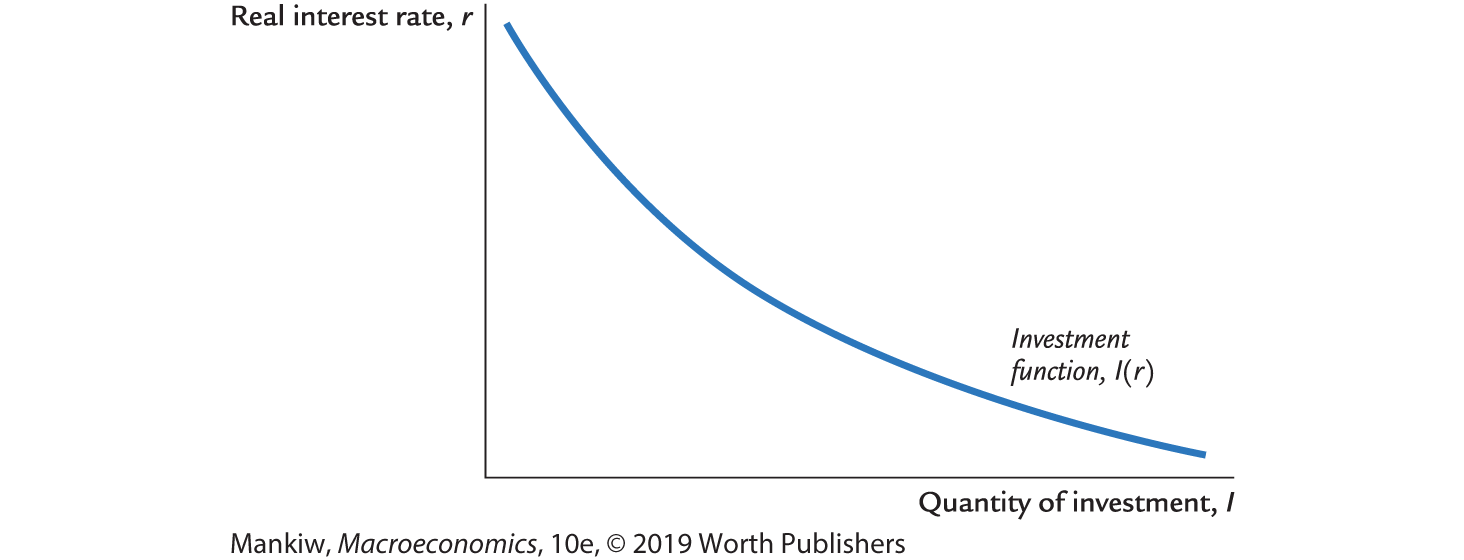 Real interest rate, r
Investment
function, I(r)
Quantity of investment, I
Mankiw, Macroeconomics, 10e, © 2019 Worth Publishers